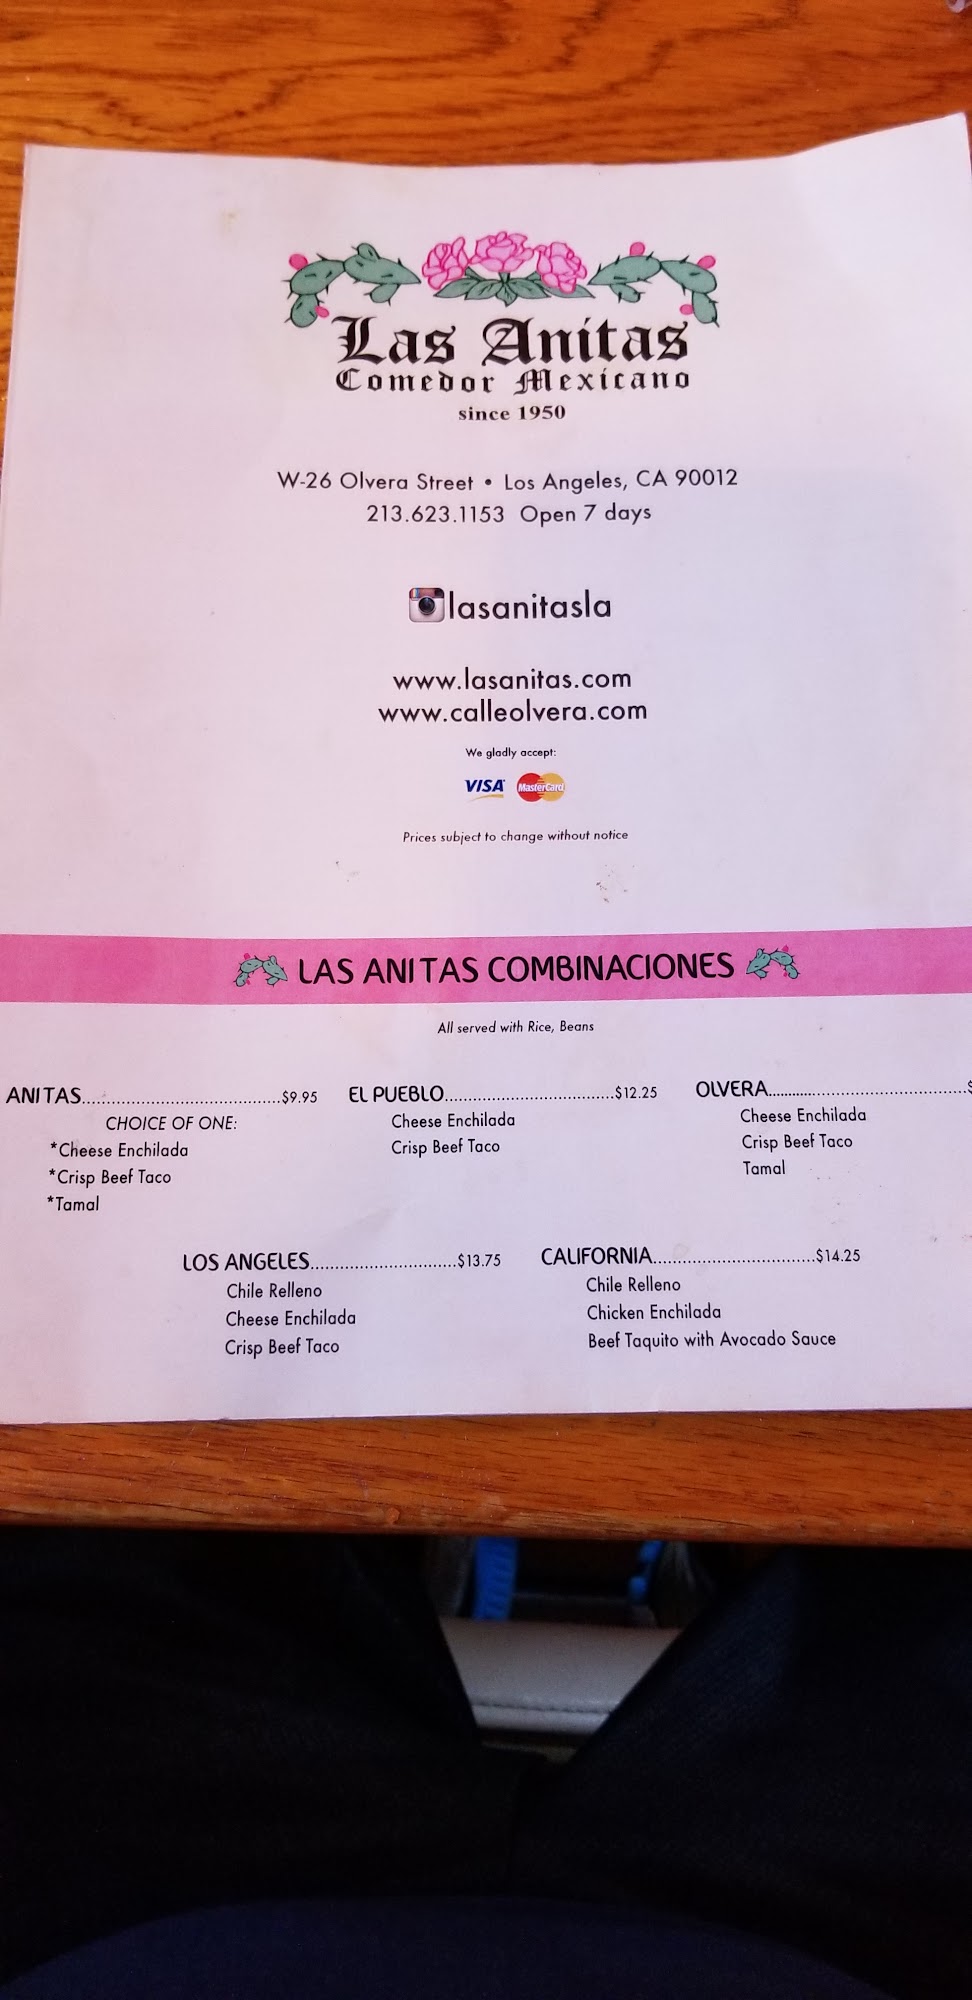 Las Anitas
Comedor Mexicano
since 1950
W-26 Olvera Street • Los Angeles, CA 90012
213.623.1153 Open 7 days
lasanitasla
www.lasanitas.com
www.calleolvera.com
We gladly accept:
VISA MasterCard
Prices subject to change without notice
LAS ANITAS COMBINACIONES
All served with Rice, Beans
ANITAS.......................................$9.95
CHOICE OF ONE:
*Cheese Enchilada
*Crisp Beef Taco
*Tamal
EL PUEBLO.................................$12.25
Cheese Enchilada
Crisp Beef Taco
OLVERA.......................................$
Cheese Enchilada
Crisp Beef Taco
Tamal
LOS ANGELES............................$13.75
Chile Relleno
Cheese Enchilada
Crisp Beef Taco
CALIFORNIA...............................$14.25
Chile Relleno
Chicken Enchilada
Beef Taquito with Avocado Sauce